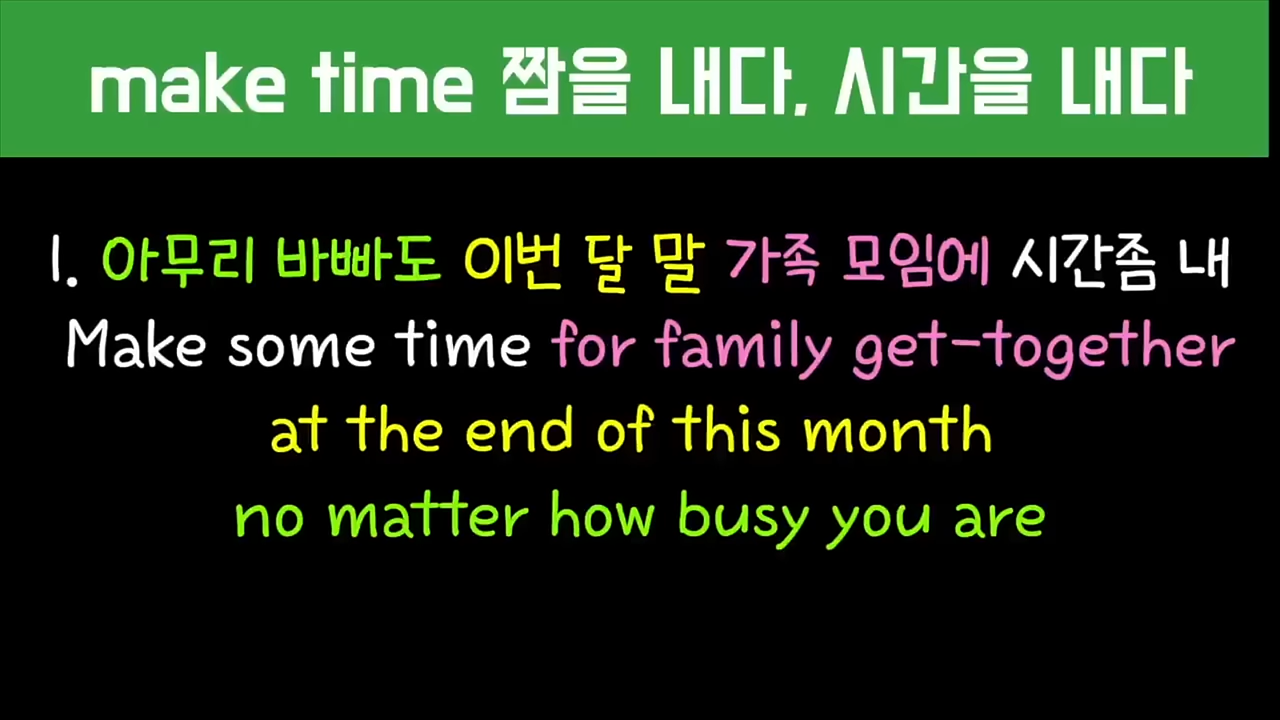 make time 짬을 내다, 시간을 내다
1. 아무리 바빠도 이번 달 말 가족 모임에 시간좀 내
Make some time for family get-together
at the end of this month
no matter how busy you are